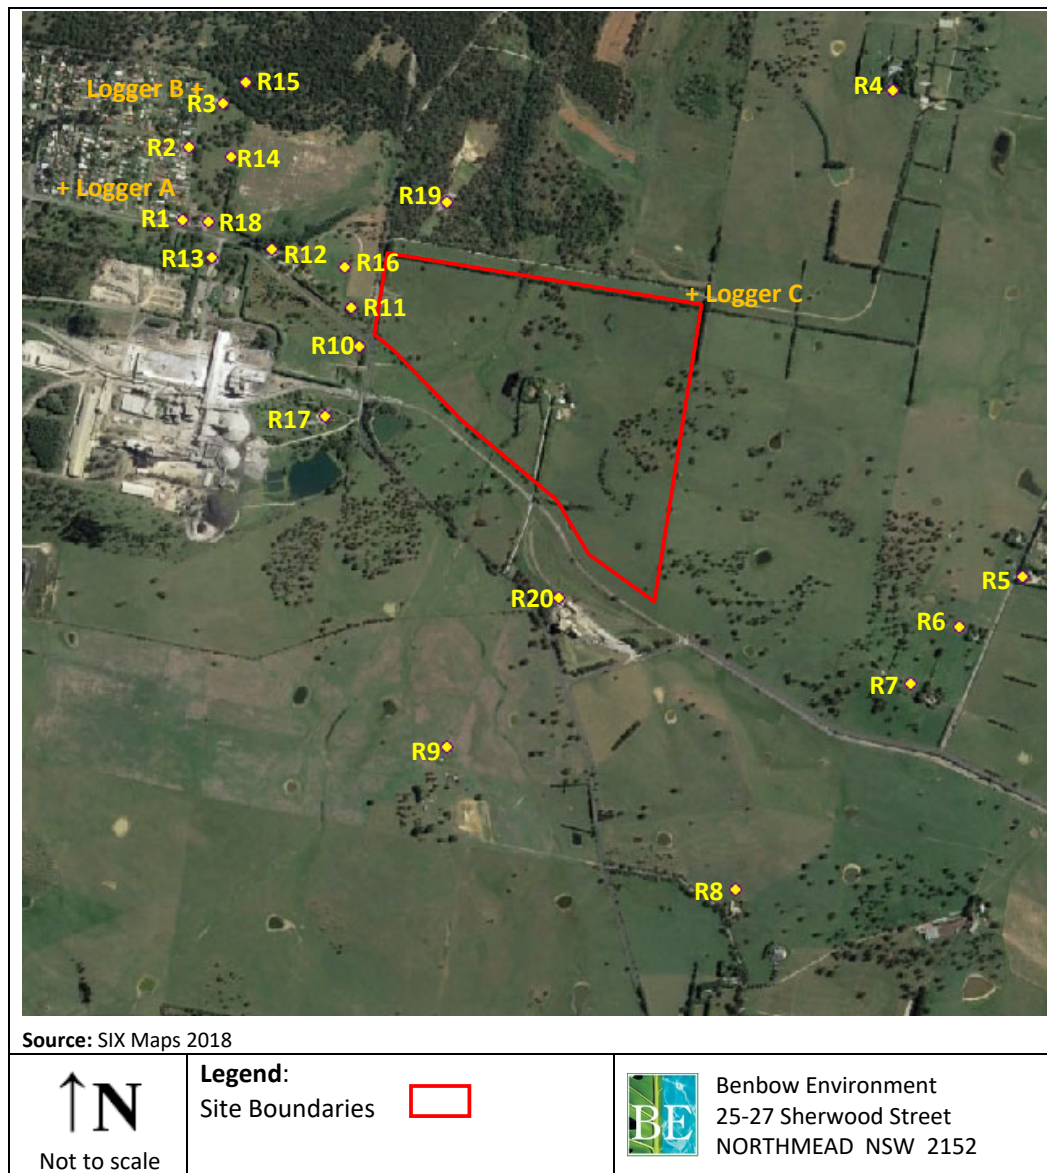 R15
Logger B +
R3
R4
R2
R14
+ Logger A
R19
R1
R18
R13
R12
R16
+ Logger C
R11
R10
R17
R5
R20
R6
R7
R9
R8
Source: SIX Maps 2018
↑N
Not to scale
Legend:
Site Boundaries
BE
Benbow Environment
25-27 Sherwood Street
NORTHMEAD NSW 2152